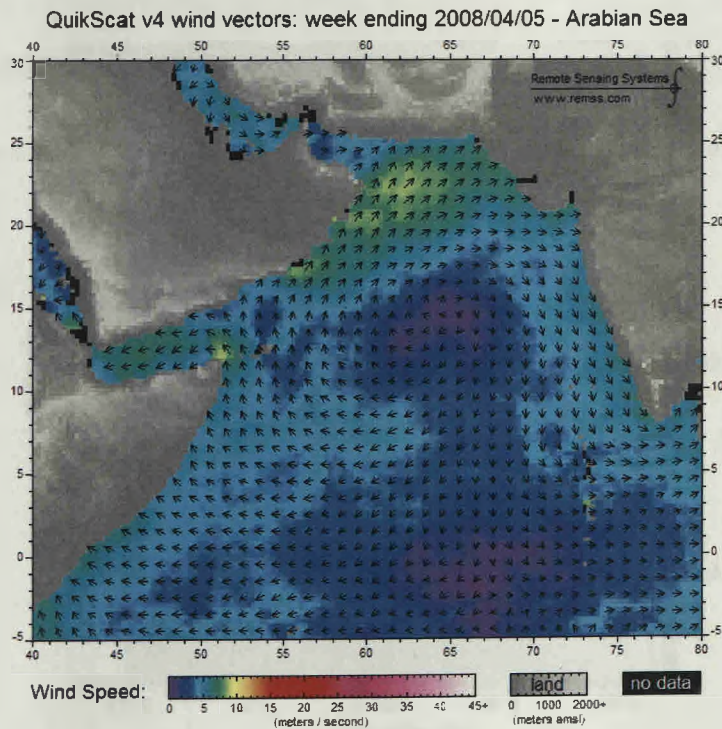 QuikScat v4 wind vectors: week ending 2008/04/05 - Arabian Sea
40 45 50 55 60 65 70 75 80
30 30
Remote Sensing Systems
www.remss.com
25 25
20 20
15 15
10 10
5 5
0 0
-5 -5
40 45 50 55 60 65 70 75 80
Wind Speed:
0 5 10 15 20 25 30 35 40 45+
(meters / second)
land
0 1000 2000+
(meters amsl)
no data